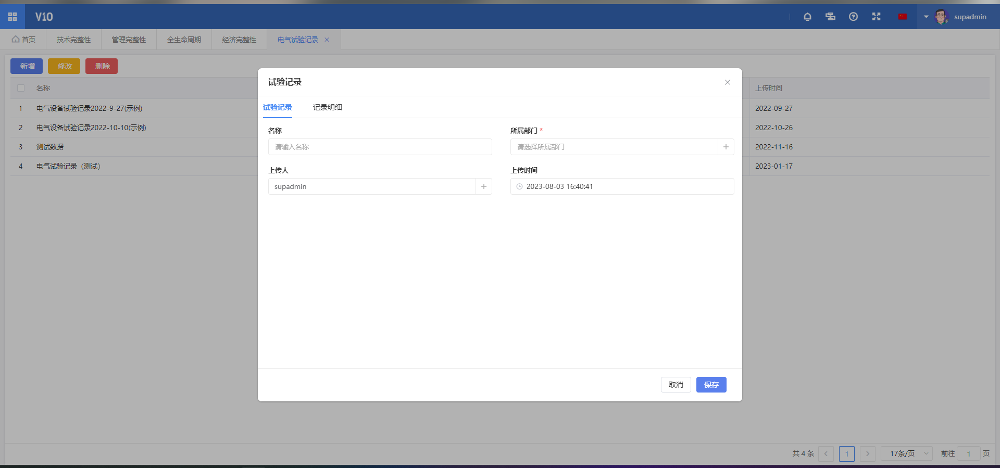 V10
supadmin
首页
技术完整性
管理完整性
全生命周期
经济完整性
电气试验记录
新增
修改
删除
名称
上传时间
1
电气设备试验记录2022-9-27(示例)
2022-09-27
2
电气设备试验记录2022-10-10(示例)
2022-10-26
3
测试数据
2022-11-16
4
电气试验记录（测试）
2023-01-17
试验记录
试验记录
记录明细
名称
所属部门 *
请输入名称
请选择所属部门
上传人
上传时间
supadmin
2023-08-03 16:40:41
取消
保存
共 4 条
1
17条/页
前往
1
页